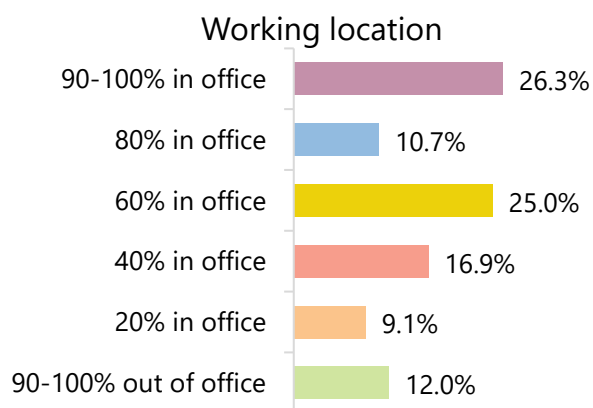 Working location
90-100% in office 26.3%
80% in office 10.7%
60% in office 25.0%
40% in office 16.9%
20% in office 9.1%
90-100% out of office 12.0%